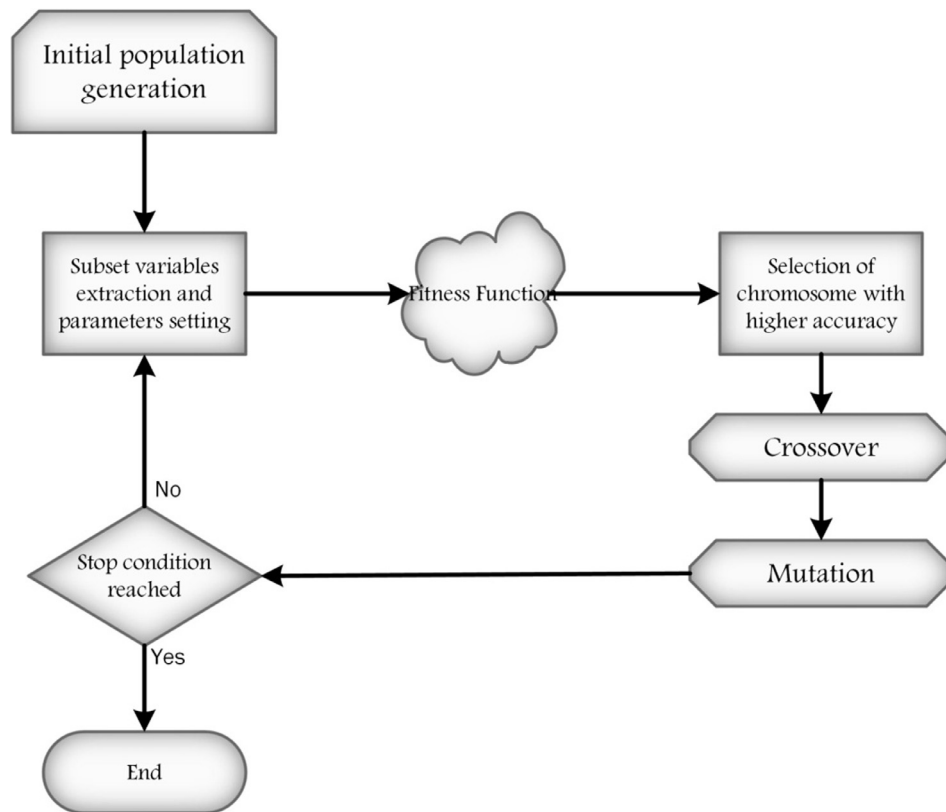 Initial population
generation
Subset variables
extraction and
parameters setting
Fitness Function
Selection of
chromosome with
higher accuracy
Crossover
Mutation
No
Stop condition
reached
Yes
End